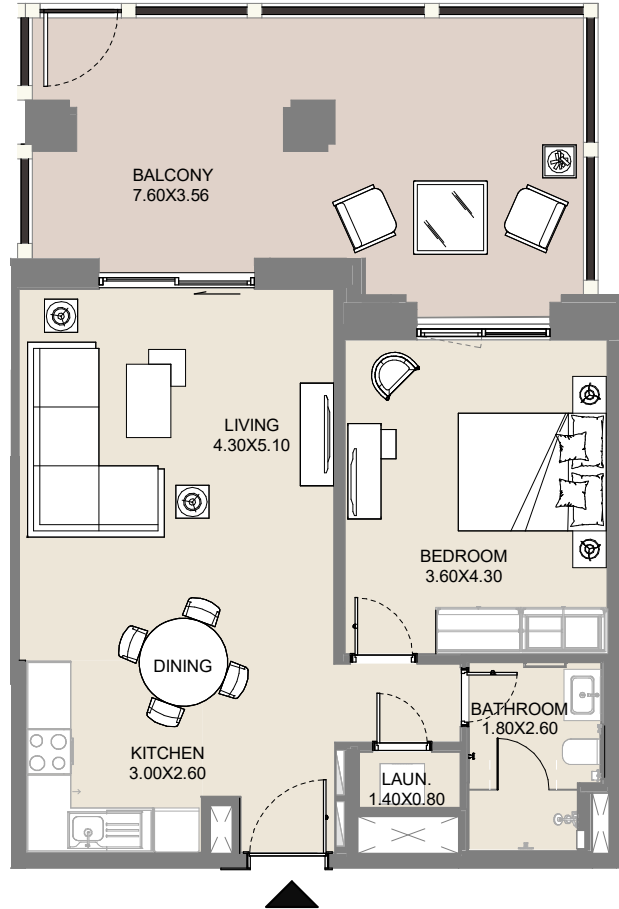 BALCONY
7.60X3.56
LIVING
4.30X5.10
BEDROOM
3.60X4.30
DINING
BATHROOM
1.80X2.60
KITCHEN
3.00X2.60
LAUN.
1.40X0.80